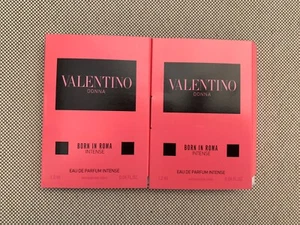 VALENTINO
DONNA
BORN IN ROMA
INTENSE
EAU DE PARFUM INTENSE
VALENTINO
DONNA
BORN IN ROMA
INTENSE
EAU DE PARFUM INTENSE